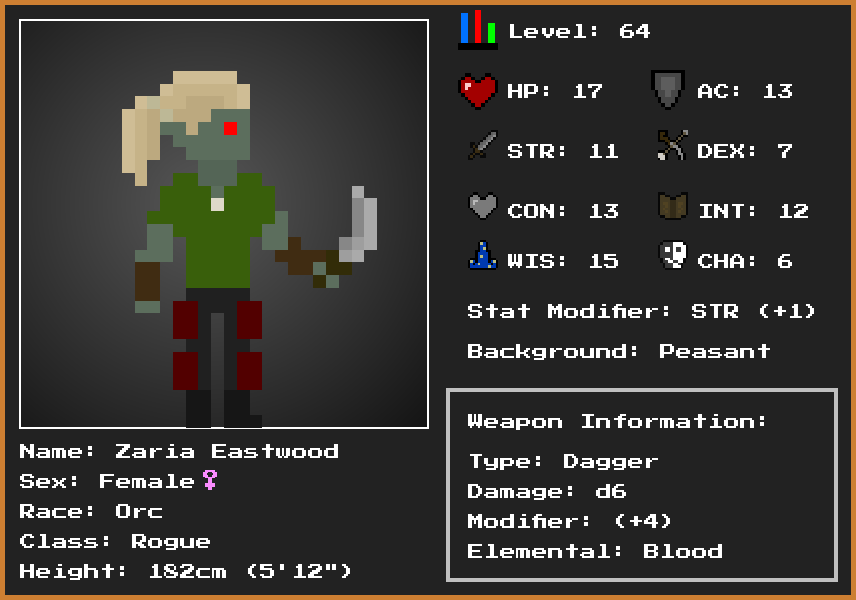 Level: 64
HP: 17 AC: 13
STR: 11 DEX: 7
CON: 13 INT: 12
WIS: 15 CHA: 6
Stat Modifier: STR (+1)
Background: Peasant
Weapon Information:
Type: Dagger
Damage: d6
Modifier: (+4)
Elemental: Blood
Name: Zaria Eastwood
Sex: Female♀
Race: Orc
Class: Rogue
Height: 182cm (5'12")